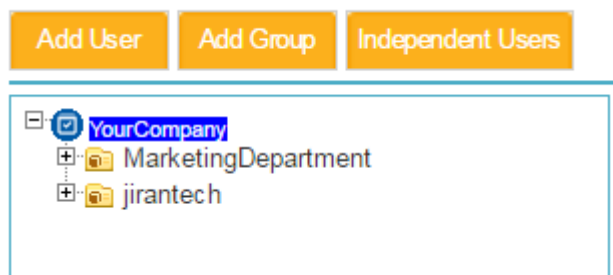 Add User Add Group Independent Users
YourCompany
MarketingDepartment
jirantech